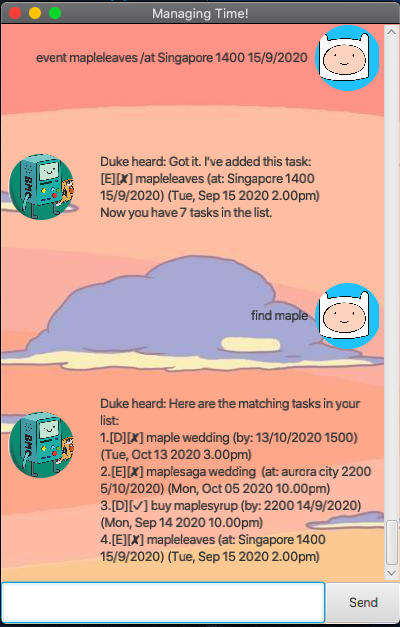 Managing Time!
event mapleleaves /at Singapore 1400 15/9/2020
Duke heard: Got it. I've added this task:
[E][✘] mapleleaves (at: Singapore 1400
15/9/2020) (Tue, Sep 15 2020 2.00pm)
Now you have 7 tasks in the list.
BMO
find maple
Duke heard: Here are the matching tasks in your
list:
1.[D][✘] maple wedding (by: 13/10/2020 1500)
(Tue, Oct 13 2020 3.00pm)
2.[E][✘] maplesaga wedding  (at: aurora city 2200
5/10/2020) (Mon, Oct 05 2020 10.00pm)
3.[D][✓] buy maplesyrup (by: 2200 14/9/2020)
(Mon, Sep 14 2020 10.00pm)
4.[E][✘] mapleleaves (at: Singapore 1400
15/9/2020) (Tue, Sep 15 2020 2.00pm)
BMO
Send